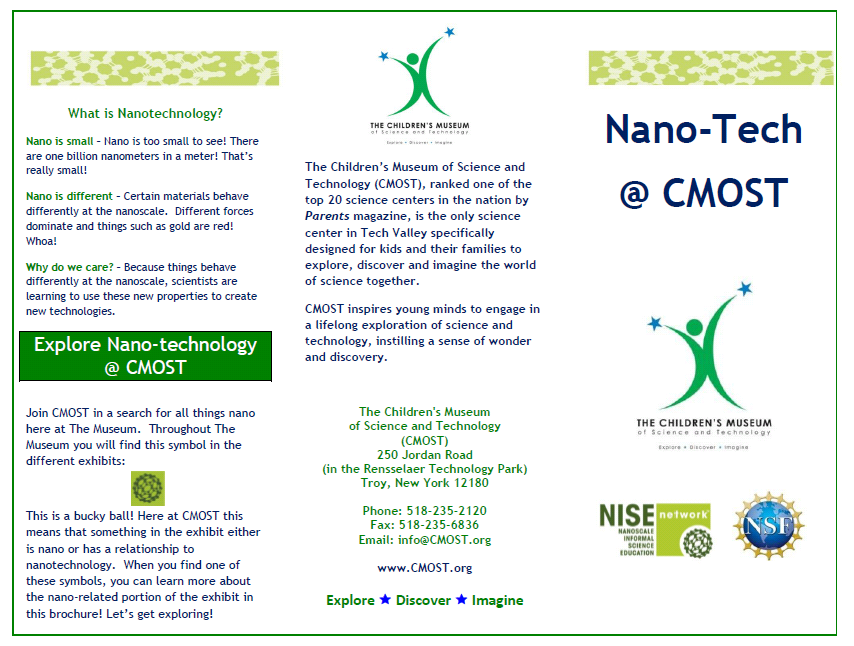 What is Nanotechnology?
Nano is small – Nano is too small to see! There
are one billion nanometers in a meter! That's
really small!
Nano is different – Certain materials behave
differently at the nanoscale. Different forces
dominate and things such as gold are red!
Whoa!
Why do we care? – Because things behave
differently at the nanoscale, scientists are
learning to use these new properties to create
new technologies.
Explore Nano-technology
@ CMOST
Join CMOST in a search for all things nano
here at The Museum. Throughout The
Museum you will find this symbol in the
different exhibits:
This is a bucky ball! Here at CMOST this
means that something in the exhibit either
is nano or has a relationship to
nanotechnology. When you find one of
these symbols, you can learn more about
the nano-related portion of the exhibit in
this brochure! Let's get exploring!
THE CHILDREN'S MUSEUM
of Science and Technology
Explore • Discover • Imagine
The Children's Museum of Science and
Technology (CMOST), ranked one of the
top 20 science centers in the nation by
Parents magazine, is the only science
center in Tech Valley specifically
designed for kids and their families to
explore, discover and imagine the world
of science together.
CMOST inspires young minds to engage in
a lifelong exploration of science and
technology, instilling a sense of wonder
and discovery.
The Children's Museum
of Science and Technology
(CMOST)
250 Jordan Road
(in the Rensselaer Technology Park)
Troy, New York 12180
Phone: 518-235-2120
Fax: 518-235-6836
Email: info@CMOST.org
www.CMOST.org
Explore ★ Discover ★ Imagine
Nano-Tech
@ CMOST
THE CHILDREN'S MUSEUM
of Science and Technology
Explore • Discover • Imagine
NISE network
NANOSCALE
INFORMAL
SCIENCE
EDUCATION
NSF